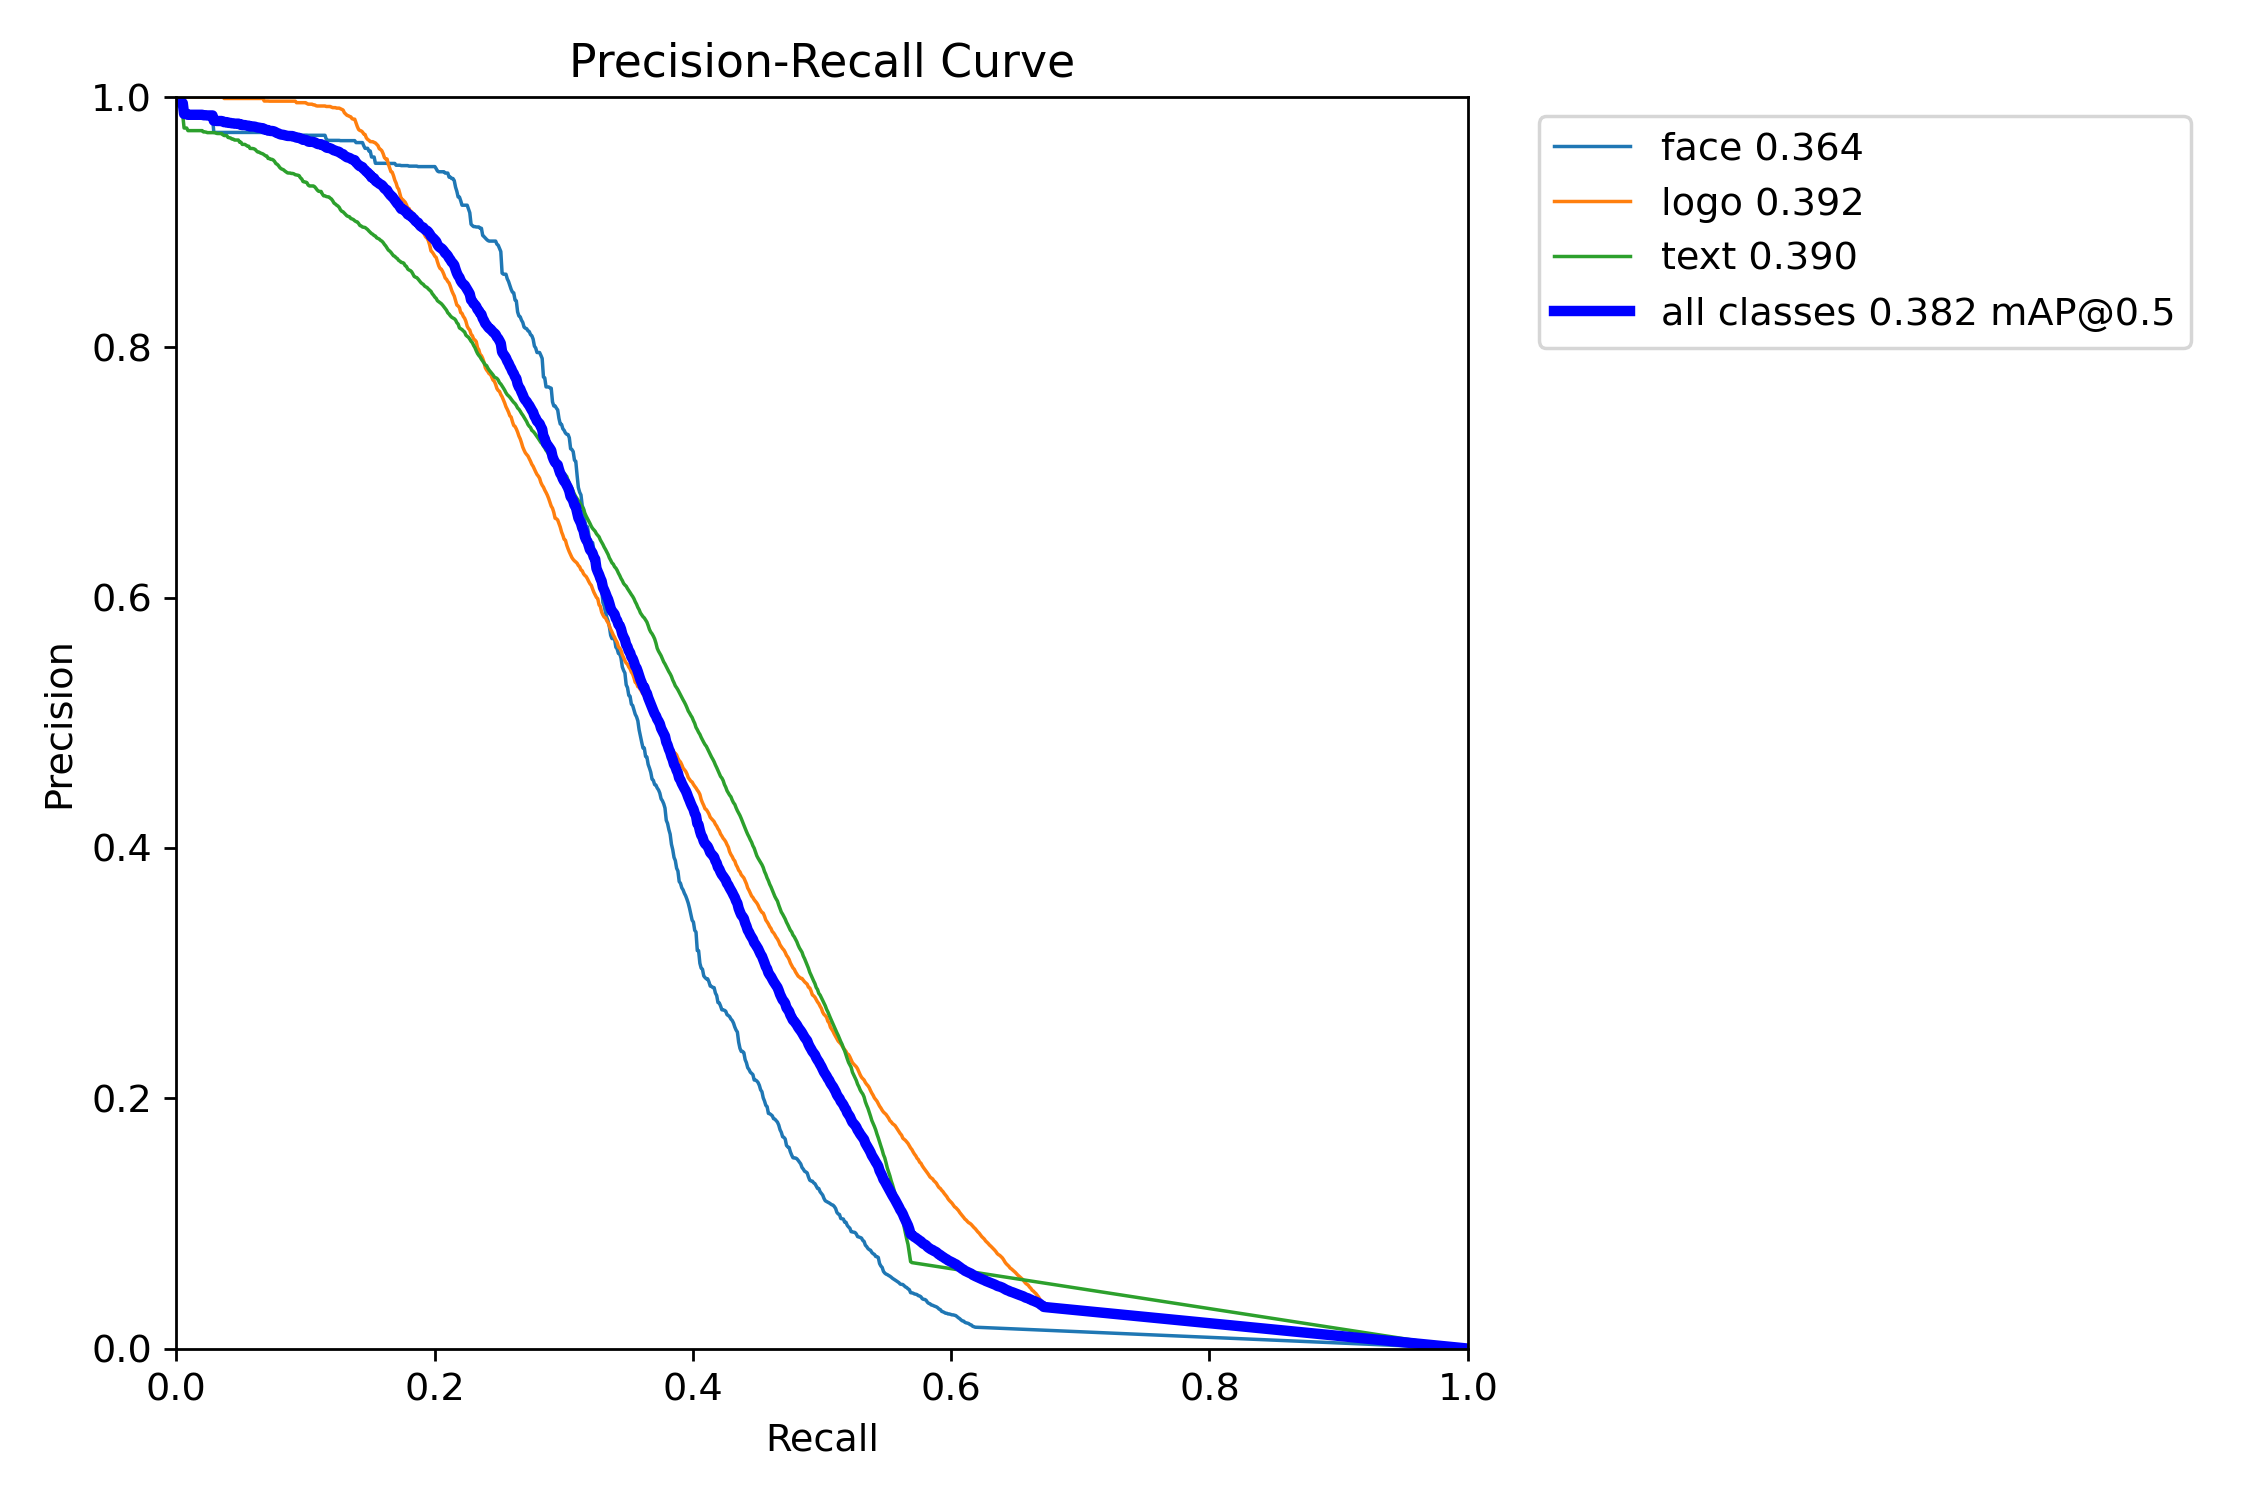 Precision-Recall Curve
1.0
0.8
0.6
0.4
0.2
0.0
Precision
0.0 0.2 0.4 0.6 0.8 1.0
Recall
face 0.364
logo 0.392
text 0.390
all classes 0.382 mAP@0.5